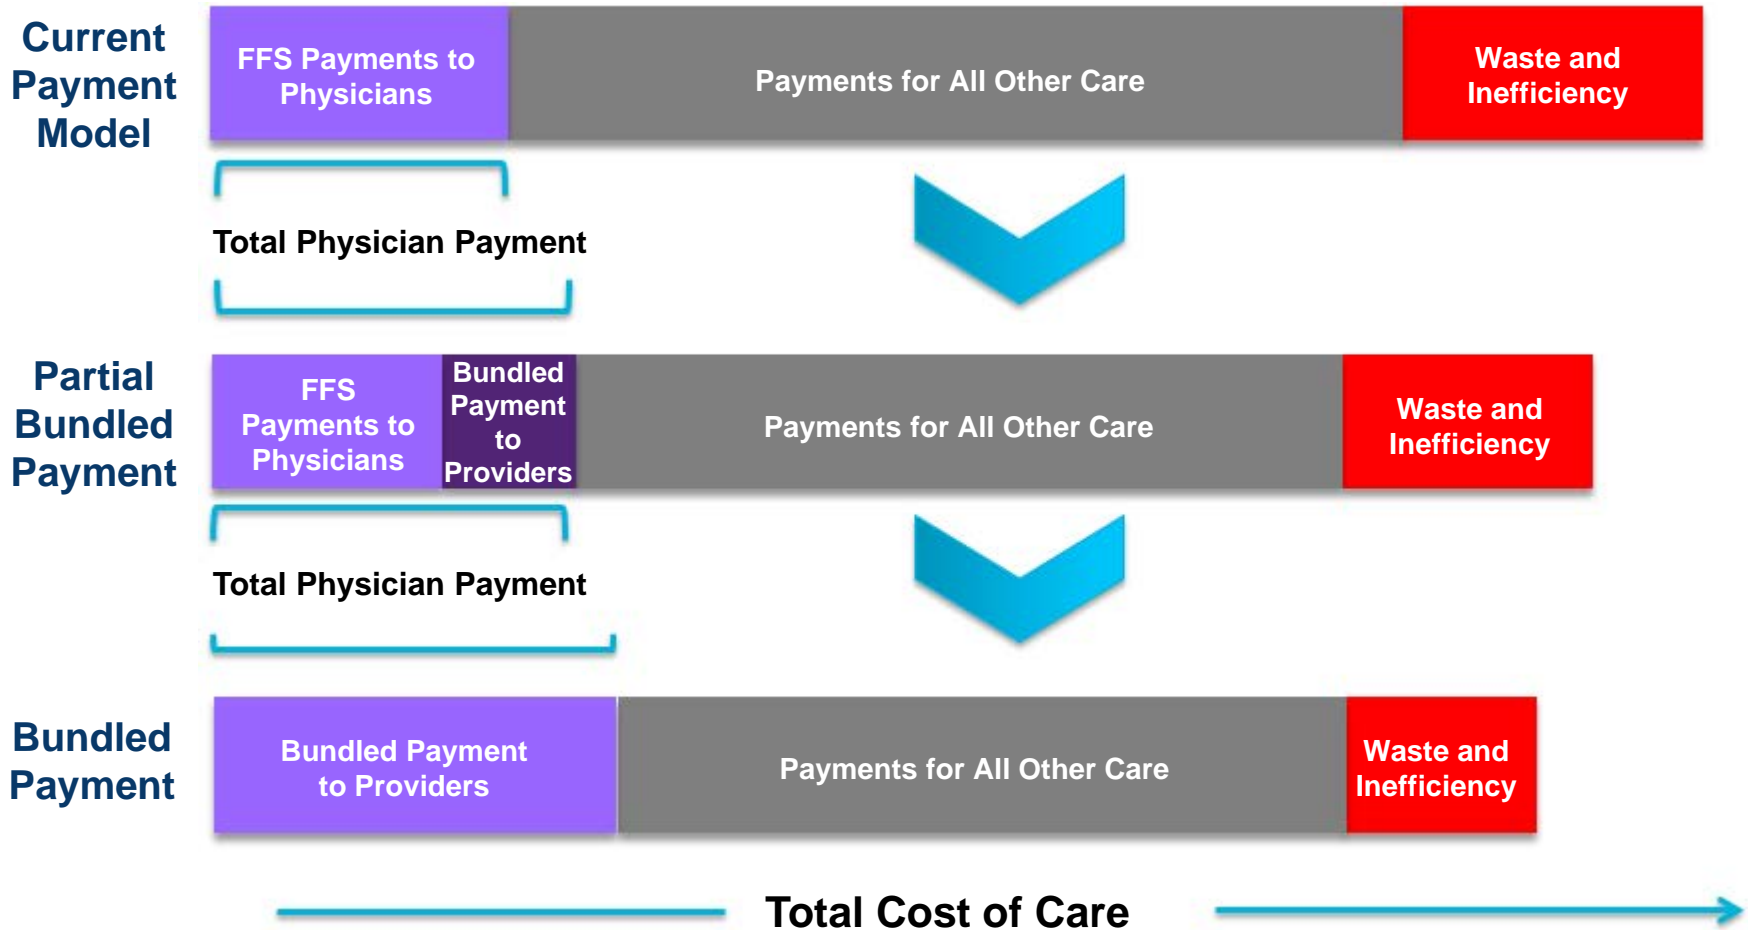 Current
Payment
Model
FFS Payments to
Physicians
Payments for All Other Care
Waste and
Inefficiency
Total Physician Payment
Partial
Bundled
Payment
FFS
Payments to
Physicians
Bundled
Payment
to
Providers
Payments for All Other Care
Waste and
Inefficiency
Total Physician Payment
Bundled
Payment
Bundled Payment
to Providers
Payments for All Other Care
Waste and
Inefficiency
Total Cost of Care